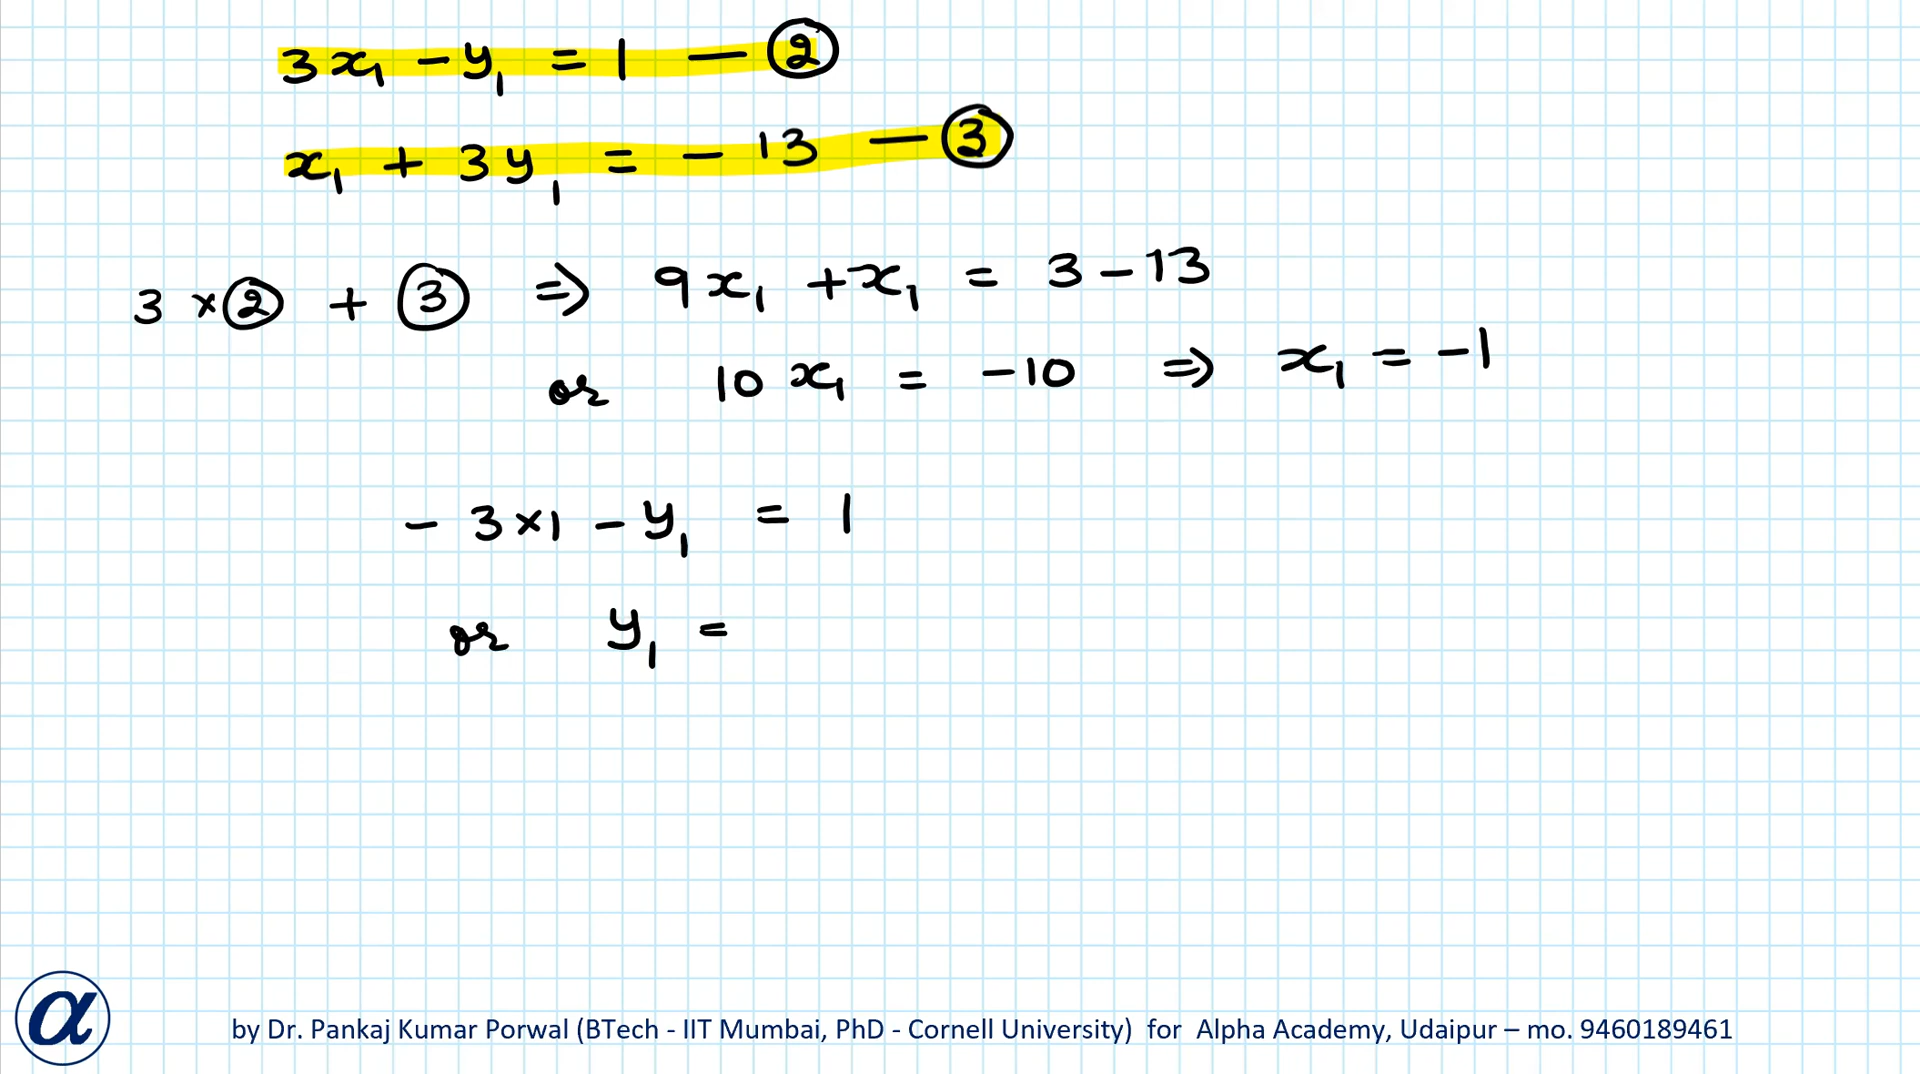 3x₁ - y₁ = 1 — ②
x₁ + 3y₁ = - 13 — ③
3 × ② + ③ ⇒ 9x₁ + x₁ = 3 - 13
or 10x₁ = -10 ⇒ x₁ = -1
- 3×1 - y₁ = 1
or y₁ =
α by Dr. Pankaj Kumar Porwal (BTech - IIT Mumbai, PhD - Cornell University) for Alpha Academy, Udaipur – mo. 9460189461